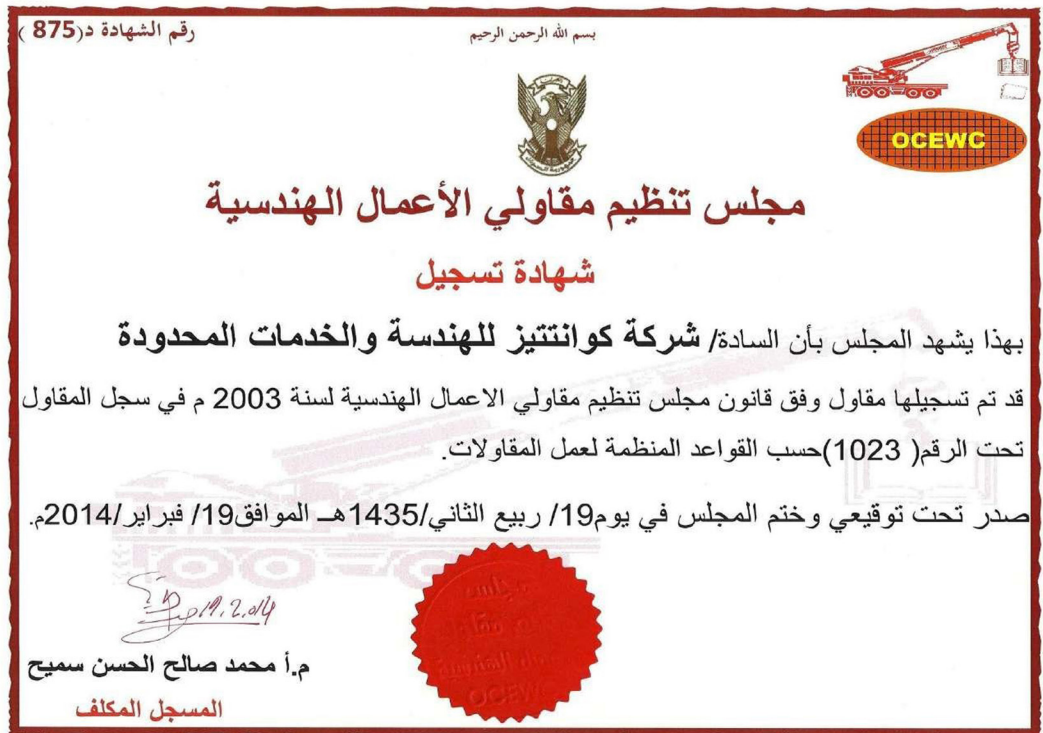 رقم الشهادة د(875 )
بسم الله الرحمن الرحيم
OCEWC
مجلس تنظيم مقاولي الأعمال الهندسية
شهادة تسجيل
بهذا يشهد المجلس بأن السادة/ شركة كوانتتيز للهندسة والخدمات المحدودة
قد تم تسجيلها مقاول وفق قانون مجلس تنظيم مقاولي الاعمال الهندسية لسنة 2003 م في سجل المقاول
تحت الرقم( 1023)حسب القواعد المنظمة لعمل المقاولات.
صدر تحت توقيعي وختم المجلس في يوم19/ ربيع الثاني/1435هـ الموافق19/ فبراير/2014م.
19.2.014
م.أ محمد صالح الحسن سميح
المسجل المكلف
مجلس
الهندسية
OCEWC